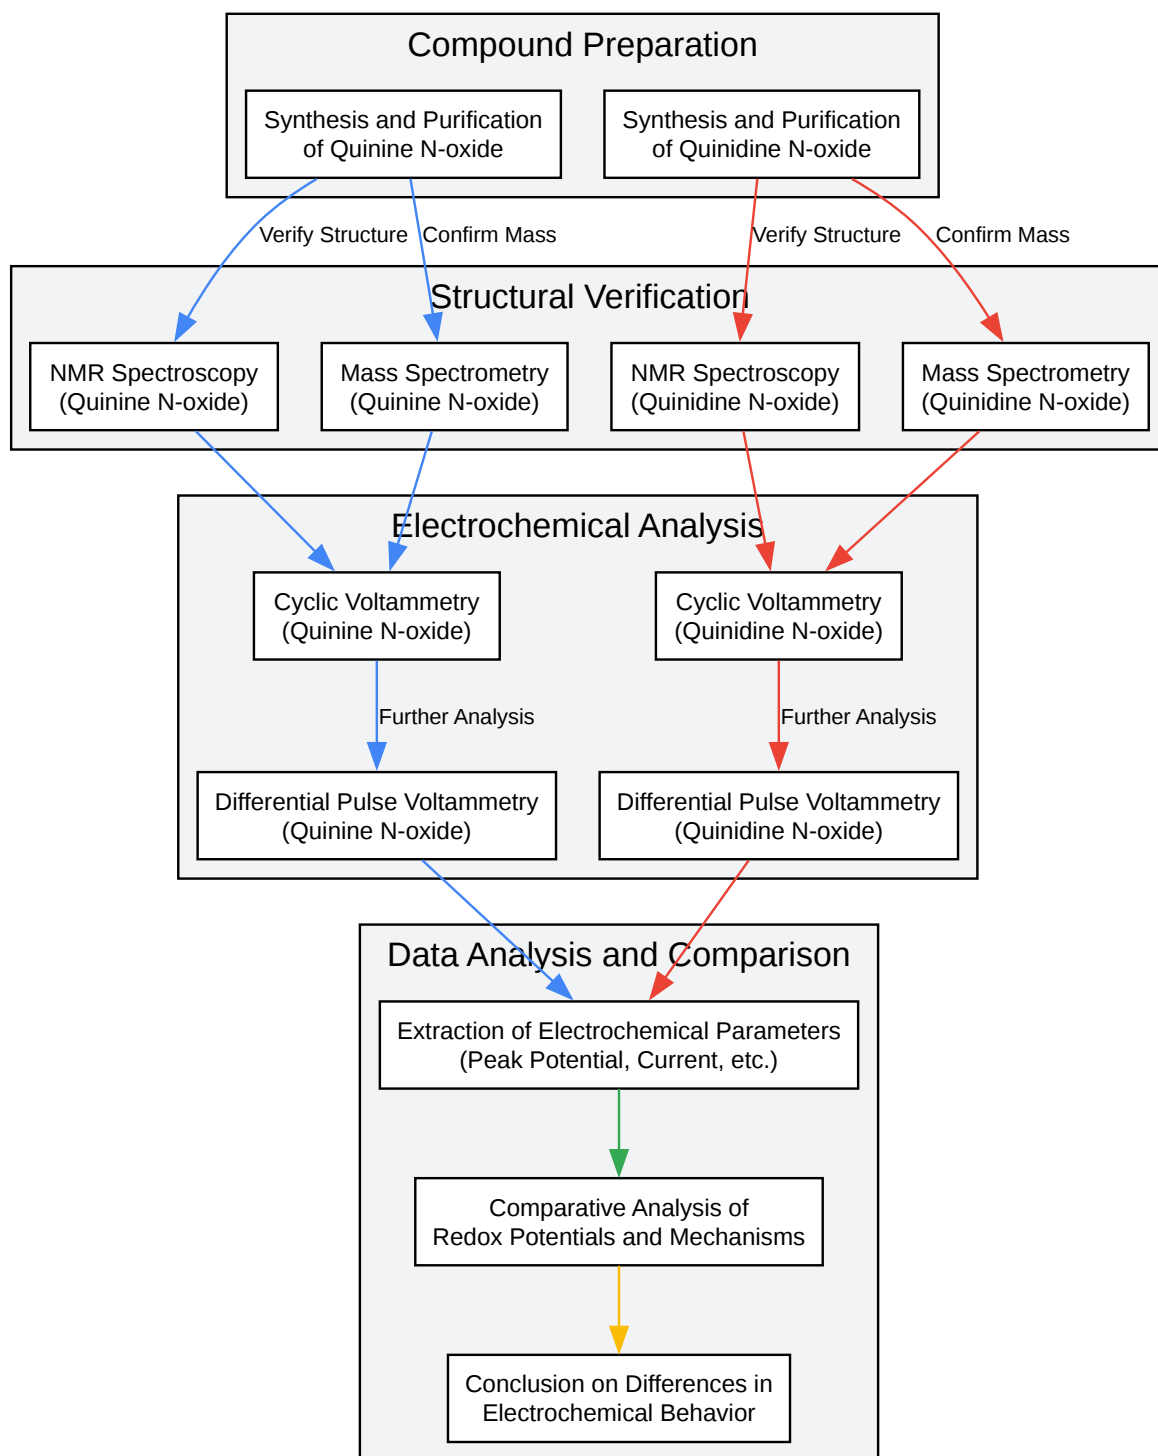 Compound Preparation
Synthesis and Purification
of Quinine N-oxide
Synthesis and Purification
of Quinidine N-oxide
Verify Structure
Confirm Mass
Verify Structure
Confirm Mass
Structural Verification
NMR Spectroscopy
(Quinine N-oxide)
Mass Spectrometry
(Quinine N-oxide)
NMR Spectroscopy
(Quinidine N-oxide)
Mass Spectrometry
(Quinidine N-oxide)
Electrochemical Analysis
Cyclic Voltammetry
(Quinine N-oxide)
Cyclic Voltammetry
(Quinidine N-oxide)
Further Analysis
Further Analysis
Differential Pulse Voltammetry
(Quinine N-oxide)
Differential Pulse Voltammetry
(Quinidine N-oxide)
Data Analysis and Comparison
Extraction of Electrochemical Parameters
(Peak Potential, Current, etc.)
Comparative Analysis of
Redox Potentials and Mechanisms
Conclusion on Differences in
Electrochemical Behavior